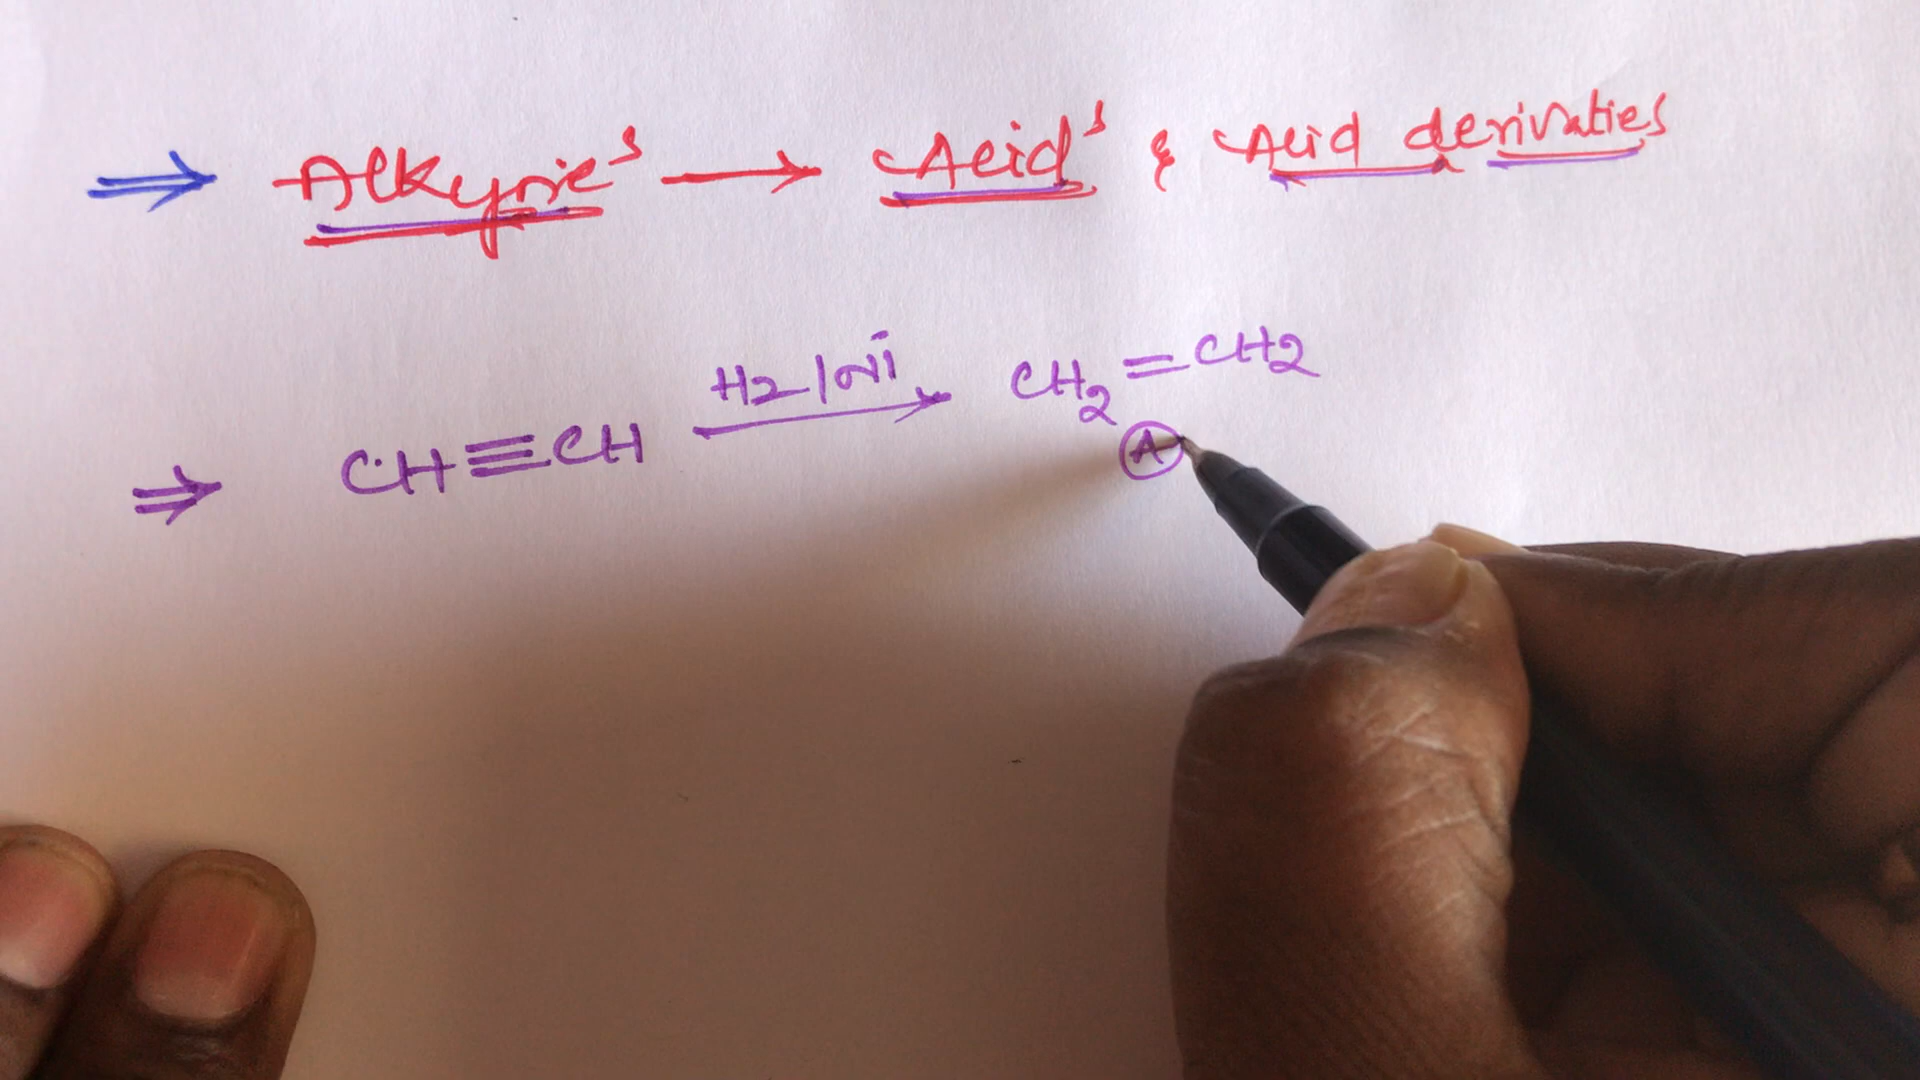 ⇒ Alkyne's → Acid's & Acid derivaties
⇒ CH≡CH H2/Ni → CH2=CH2
A